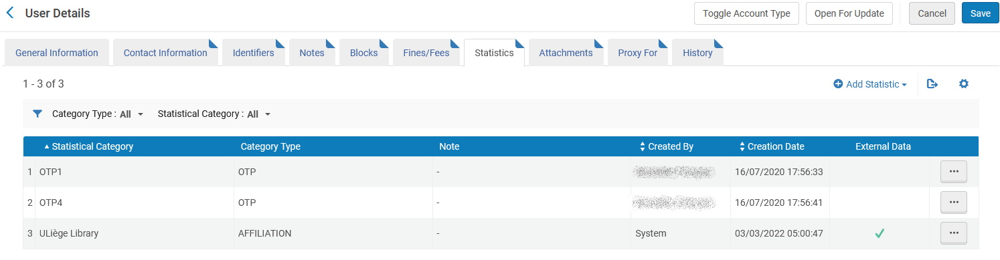 User Details Toggle Account Type Open For Update Cancel Save
General Information Contact Information Identifiers Notes Blocks Fines/Fees Statistics Attachments Proxy For History
1 - 3 of 3 Add Statistic
Category Type : All Statistical Category : All
Statistical Category Category Type Note Created By Creation Date External Data
1 OTP1 OTP - 16/07/2020 17:56:33
2 OTP4 OTP - 16/07/2020 17:56:41
3 ULiège Library AFFILIATION - System 03/03/2022 05:00:47